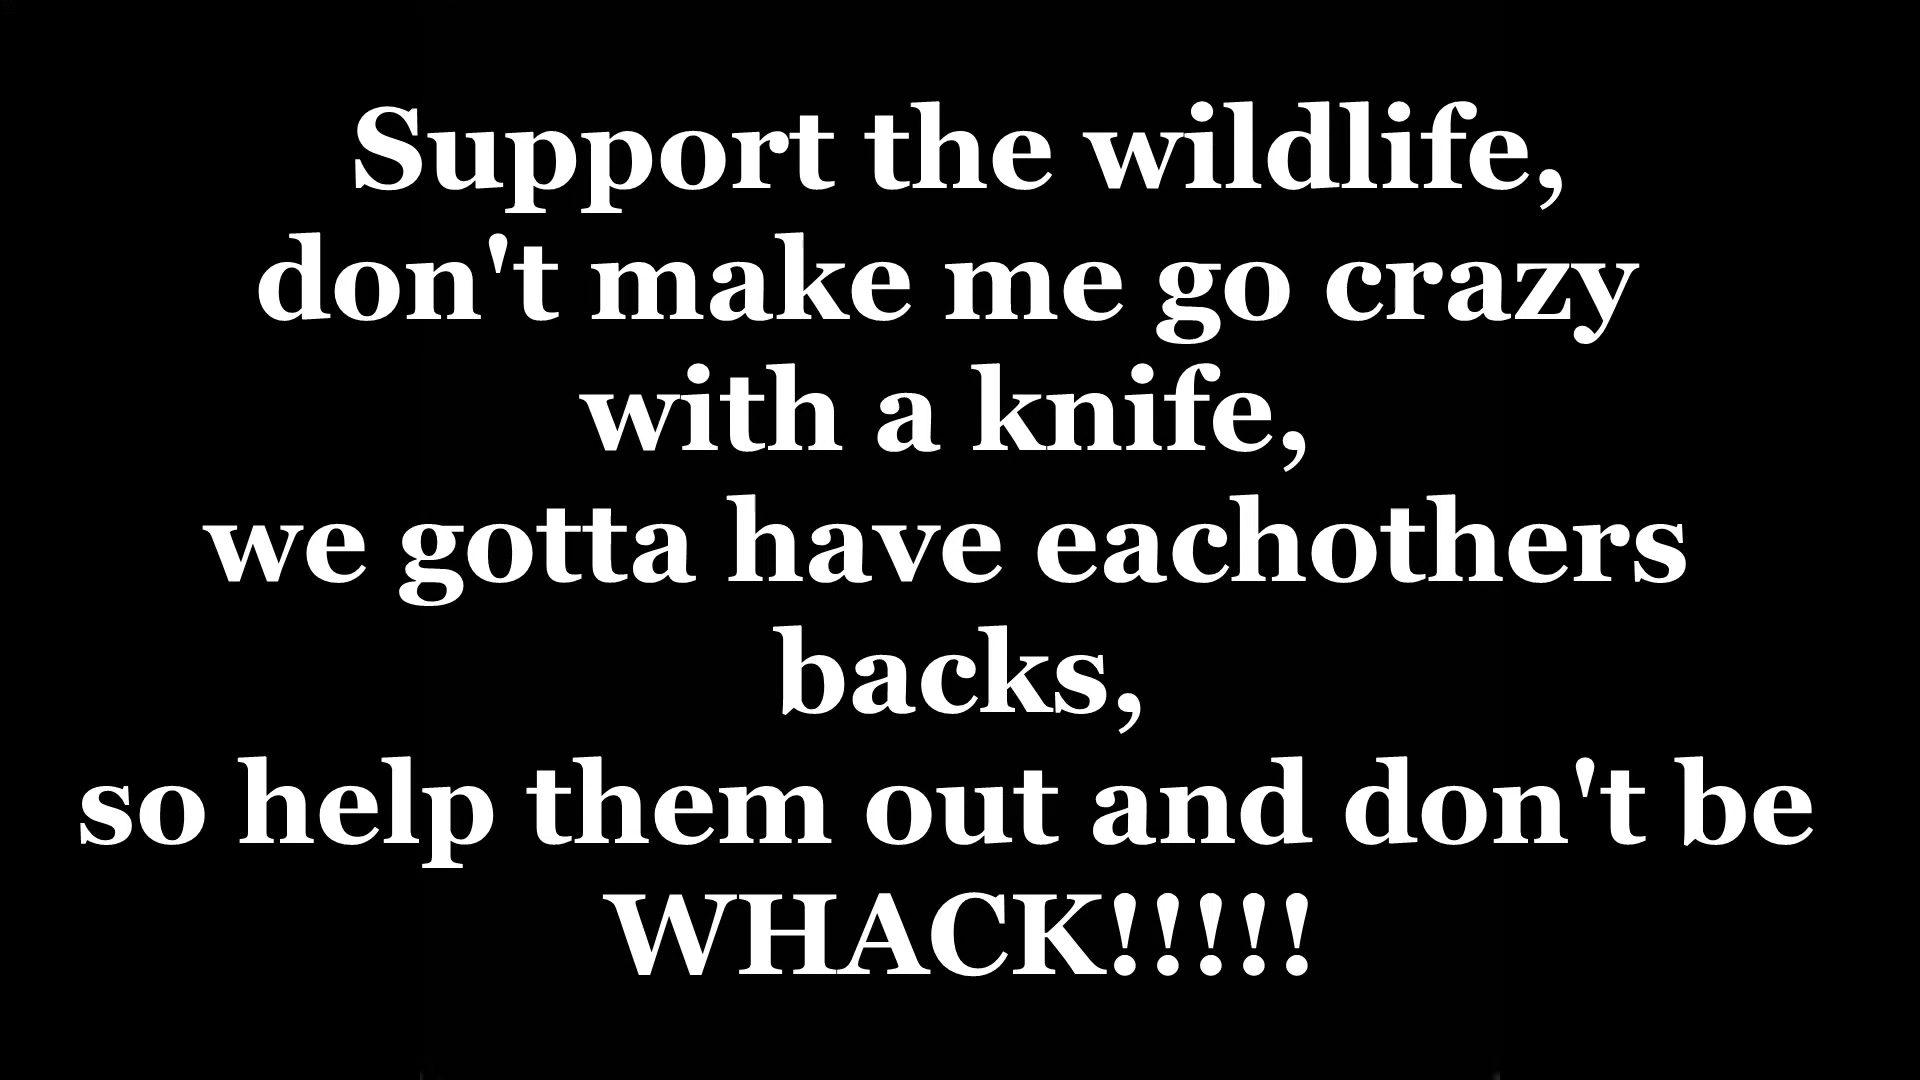 Support the wildlife,
don't make me go crazy
with a knife,
we gotta have eachothers
backs,
so help them out and don't be
WHACK!!!!!